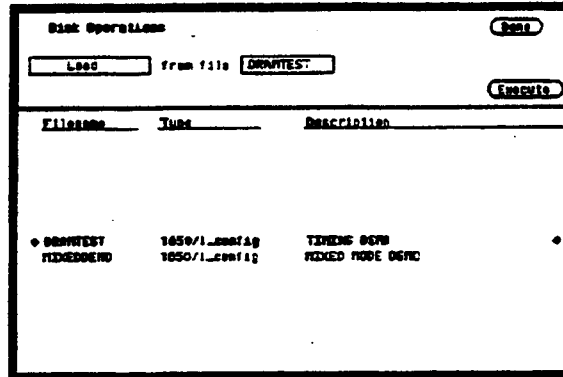 Disk Operations Done
Load from file DRAMTEST
Execute
Filename Type Description
DRAMTEST 1650/1_config TIMING DEMO
MIXEDDEMO 1650/1_config MIXED MODE DEMO